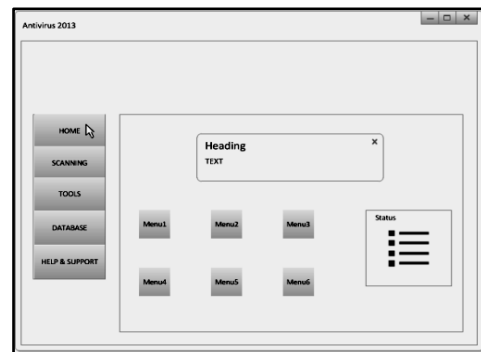 Antivirus 2013
HOME
SCANNING
TOOLS
DATABASE
HELP & SUPPORT
Heading
TEXT
Menu1 Menu2 Menu3
Menu4 Menu5 Menu6
Status